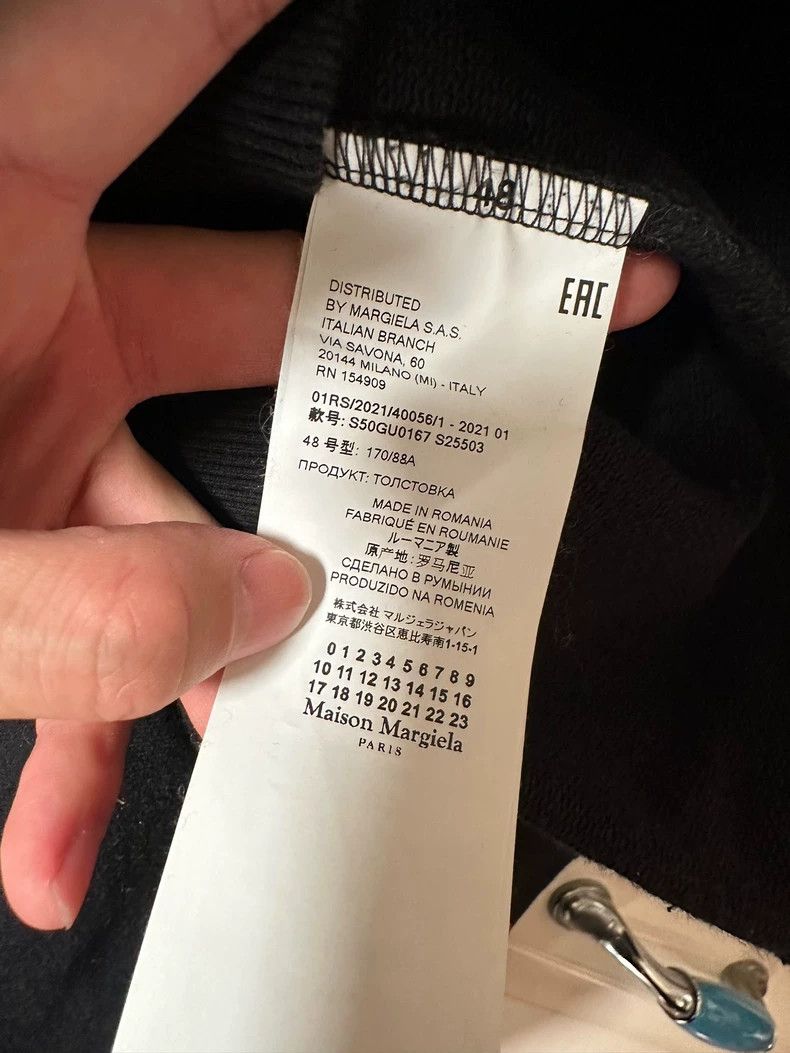 48
EAC
DISTRIBUTED
BY MARGIELA S.A.S.
ITALIAN BRANCH
VIA SAVONA, 60
20144 MILANO (MI) - ITALY
RN 154909
01RS/2021/40056/1 - 2021 01
款号: S50GU0167 S25503
48 号型: 170/88A
ПРОДУКТ: ТОЛСТОВКА
MADE IN ROMANIA
FABRIQUÉ EN ROUMANIE
ルーマニア製
原产地: 罗马尼亚
СДЕЛАНО В РУМЫНИИ
PRODUZIDO NA ROMENIA
株式会社 マルジェラジャパン
東京都渋谷区恵比寿南1-15-1
0 1 2 3 4 5 6 7 8 9
10 11 12 13 14 15 16
17 18 19 20 21 22 23
Maison Margiela
PARIS